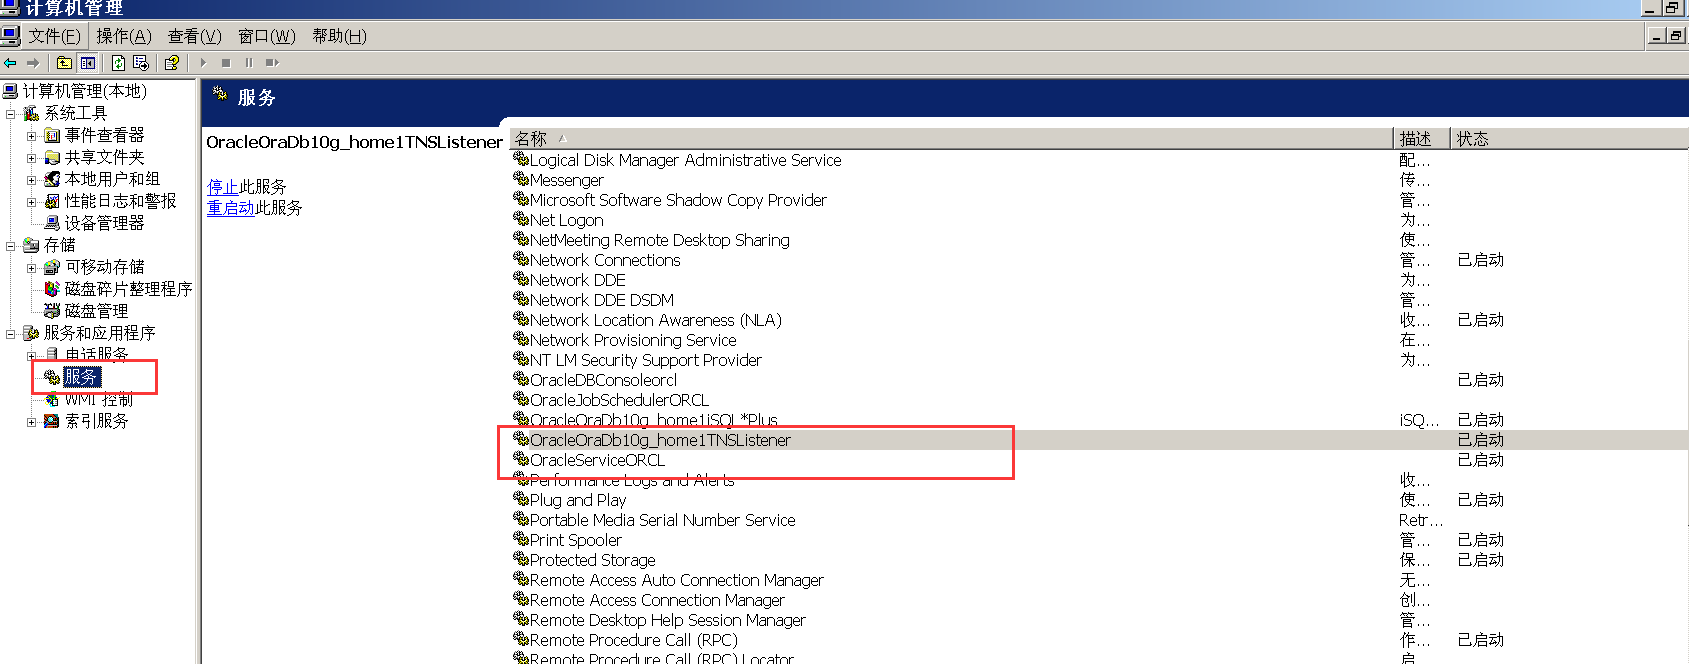 计算机管理
文件(F) 操作(A) 查看(V) 窗口(W) 帮助(H)
计算机管理(本地)
系统工具
事件查看器
共享文件夹
本地用户和组
性能日志和警报
设备管理器
存储
可移动存储
磁盘碎片整理程序
磁盘管理
服务和应用程序
电话服务
服务
WMI 控制
索引服务
服务
OracleOraDb10g_home1TNSListener
停止此服务
重启动此服务
名称 描述 状态
Logical Disk Manager Administrative Service 配...
Messenger 传...
Microsoft Software Shadow Copy Provider 管...
Net Logon 为...
NetMeeting Remote Desktop Sharing 使...
Network Connections 管... 已启动
Network DDE 为...
Network DDE DSDM 管...
Network Location Awareness (NLA) 收... 已启动
Network Provisioning Service 在...
NT LM Security Support Provider 为...
OracleDBConsoleorcl 已启动
OracleJobSchedulerORCL
OracleOraDb10g_home1iSQL*Plus iSQ... 已启动
OracleOraDb10g_home1TNSListener 已启动
OracleServiceORCL 已启动
Performance Logs and Alerts 收...
Plug and Play 使... 已启动
Portable Media Serial Number Service Retr...
Print Spooler 管... 已启动
Protected Storage 保... 已启动
Remote Access Auto Connection Manager 无...
Remote Access Connection Manager 创...
Remote Desktop Help Session Manager 管...
Remote Procedure Call (RPC) 作... 已启动
Remote Procedure Call (RPC) Locator 启...